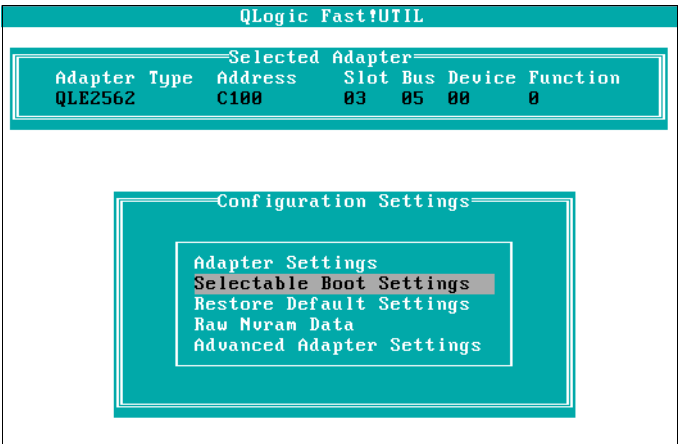 QLogic Fast!UTIL
Selected Adapter
Adapter Type Address Slot Bus Device Function
QLE2562 C100 03 05 00 0
Configuration Settings
Adapter Settings
Selectable Boot Settings
Restore Default Settings
Raw Nvram Data
Advanced Adapter Settings